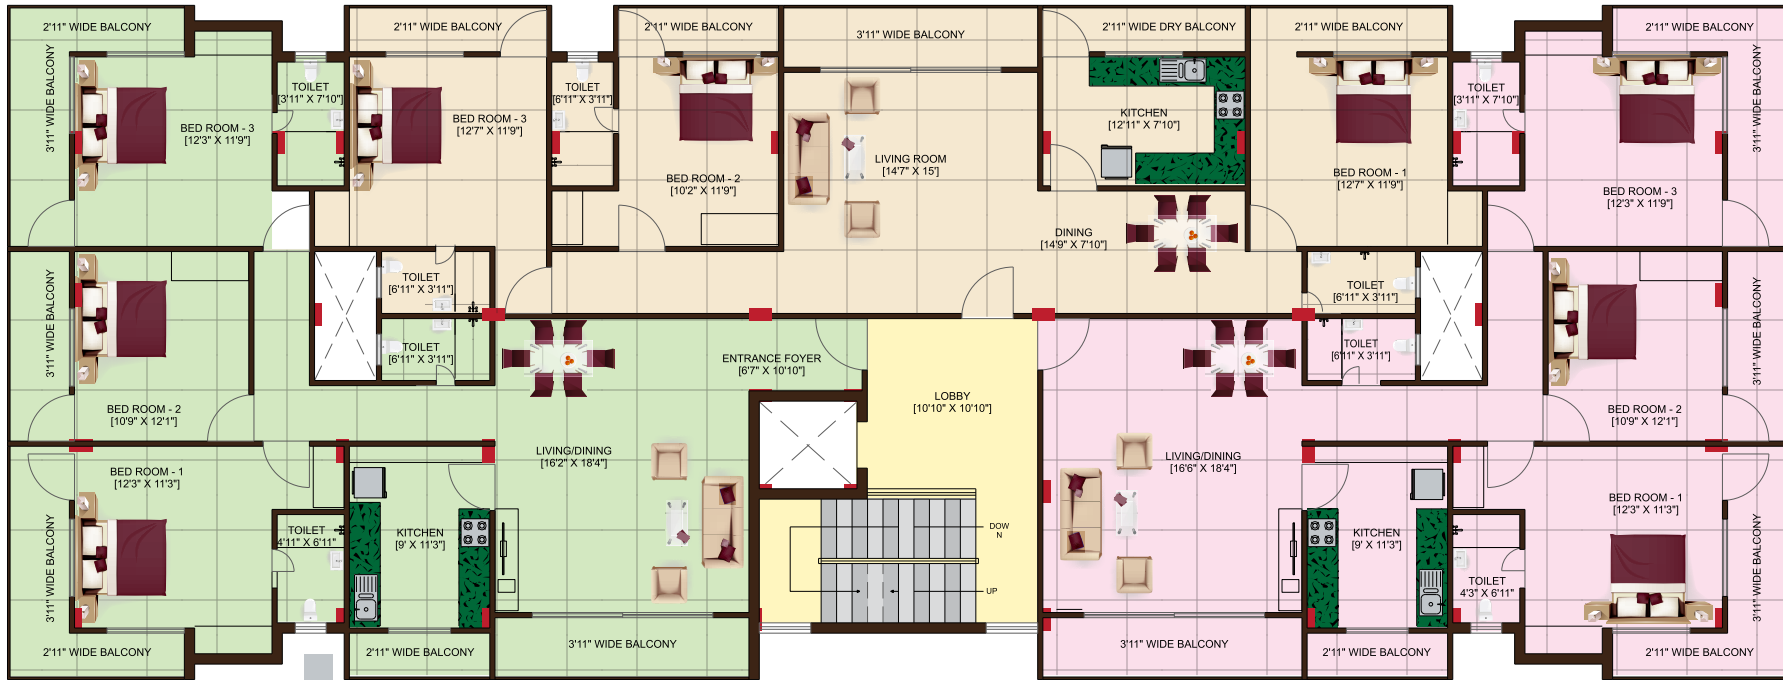 2'11" WIDE BALCONY
2'11" WIDE BALCONY
2'11" WIDE BALCONY
3'11" WIDE BALCONY
2'11" WIDE DRY BALCONY
2'11" WIDE BALCONY
2'11" WIDE BALCONY
3'11" WIDE BALCONY
BED ROOM - 3
[12'3" X 11'9"]
TOILET
[3'11" X 7'10"]
BED ROOM - 3
[12'7" X 11'9"]
TOILET
[6'11" X 3'11"]
BED ROOM - 2
[10'2" X 11'9"]
LIVING ROOM
[14'7" X 15']
KITCHEN
[12'11" X 7'10"]
BED ROOM - 1
[12'7" X 11'9"]
TOILET
[3'11" X 7'10"]
BED ROOM - 3
[12'3" X 11'9"]
3'11" WIDE BALCONY
DINING
[14'9" X 7'10"]
3'11" WIDE BALCONY
BED ROOM - 2
[10'9" X 12'1"]
TOILET
[6'11" X 3'11"]
TOILET
[6'11" X 3'11"]
ENTRANCE FOYER
[6'7" X 10'10"]
LOBBY
[10'10" X 10'10"]
TOILET
[6'11" X 3'11"]
TOILET
[6'11" X 3'11"]
BED ROOM - 2
[10'9" X 12'1"]
3'11" WIDE BALCONY
3'11" WIDE BALCONY
BED ROOM - 1
[12'3" X 11'3"]
TOILET
4'11" X 6'11"
KITCHEN
[9' X 11'3"]
LIVING/DINING
[16'2" X 18'4"]
DOW
N
UP
LIVING/DINING
[16'6" X 18'4"]
KITCHEN
[9' X 11'3"]
TOILET
4'3" X 6'11"
BED ROOM - 1
[12'3" X 11'3"]
3'11" WIDE BALCONY
2'11" WIDE BALCONY
2'11" WIDE BALCONY
3'11" WIDE BALCONY
3'11" WIDE BALCONY
2'11" WIDE BALCONY
2'11" WIDE BALCONY